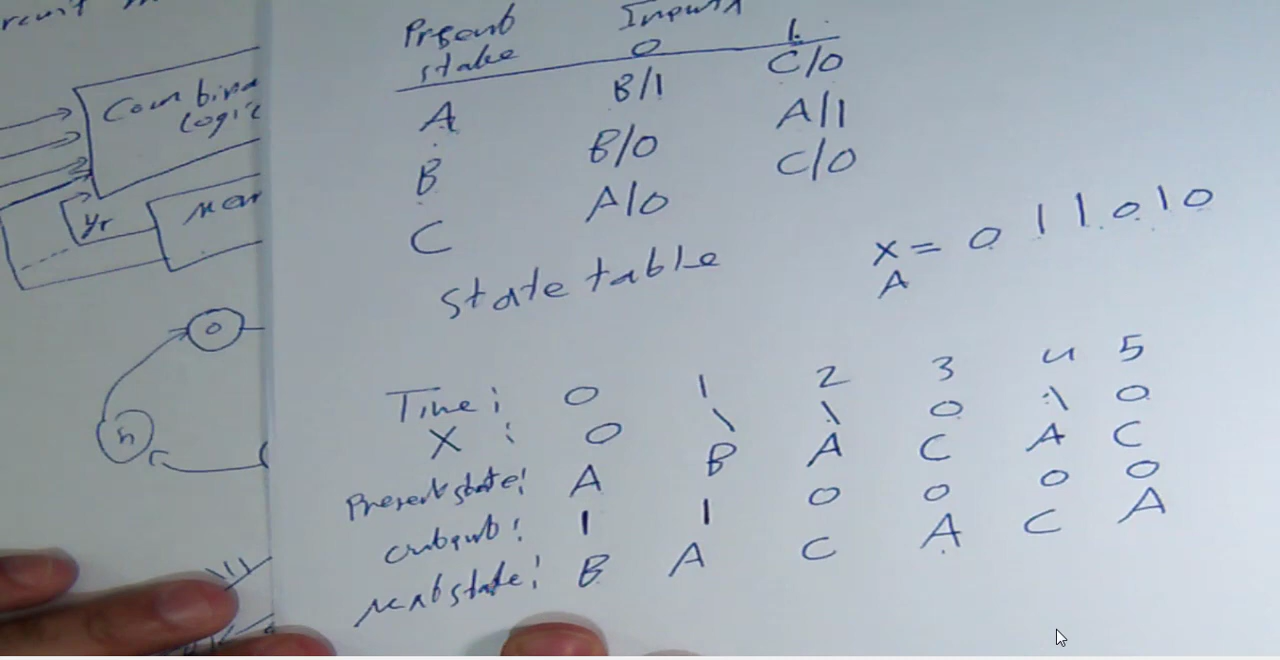 Combina
logic
yr
Present Inputs
state 0 1
A B/1 C/0
B B/0 A/1
C A/0 C/0
State table
X = 0 1 1 0 1 0
A
Time: 0 1 2 3 4 5
X : 0 1 1 0 1 0
Present state: A B A C A C
output: 1 1 0 0 0 0
next state: B A C A C A